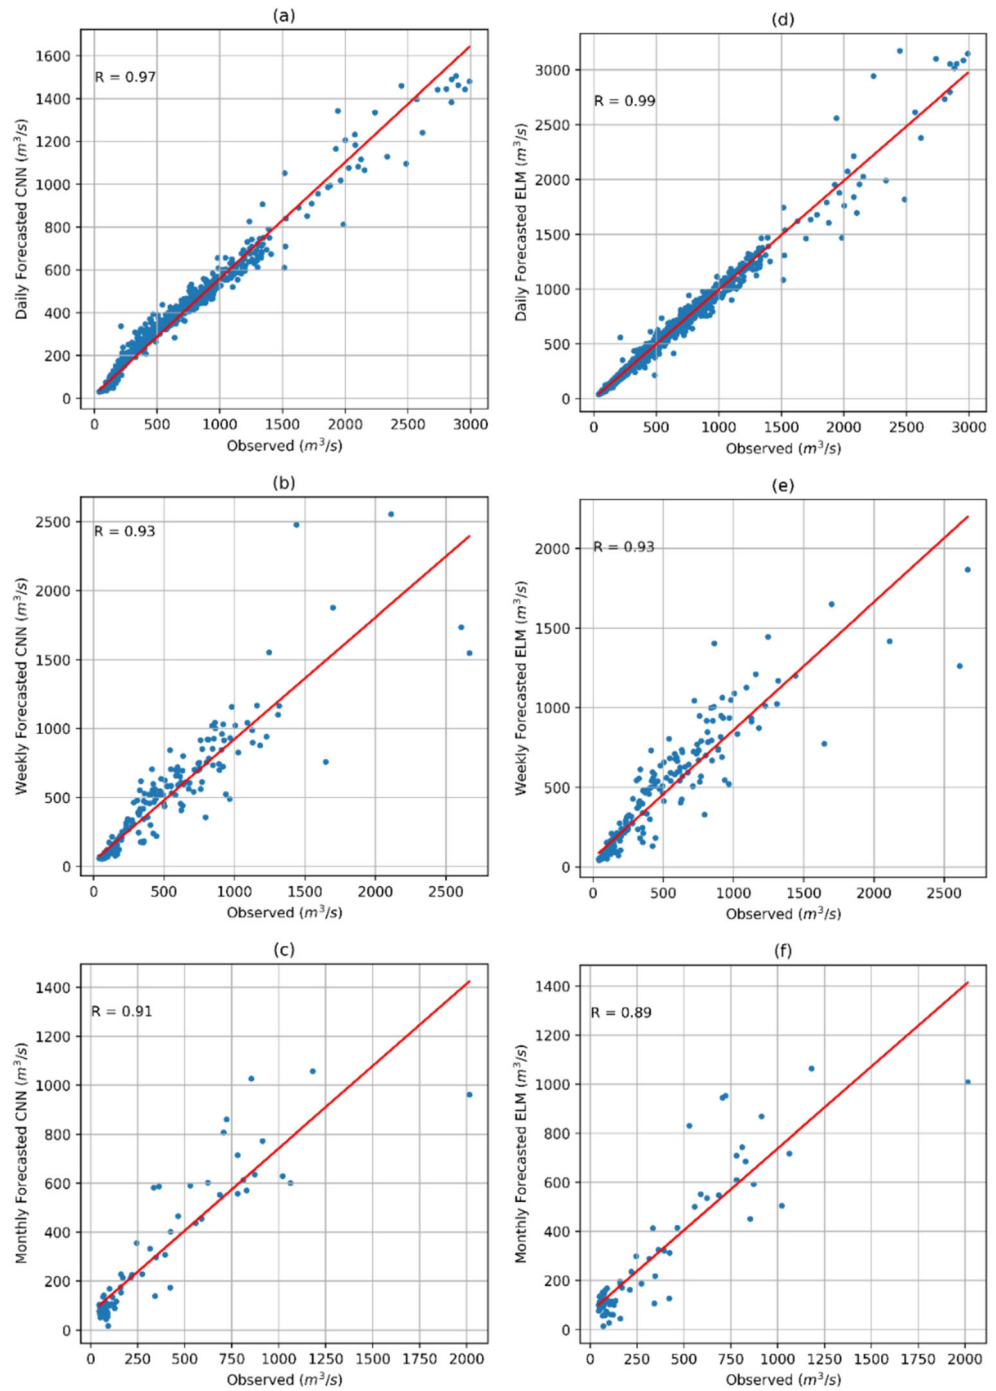 (a)
R = 0.97
Daily Forecasted CNN (m³/s)
1600
1400
1200
1000
800
600
400
200
0
0 500 1000 1500 2000 2500 3000
Observed (m³/s)
(d)
R = 0.99
Daily Forecasted ELM (m³/s)
3000
2500
2000
1500
1000
500
0
0 500 1000 1500 2000 2500 3000
Observed (m³/s)
(b)
R = 0.93
Weekly Forecasted CNN (m³/s)
2500
2000
1500
1000
500
0
0 500 1000 1500 2000 2500
Observed (m³/s)
(e)
R = 0.93
Weekly Forecasted ELM (m³/s)
2000
1500
1000
500
0
0 500 1000 1500 2000 2500
Observed (m³/s)
(c)
R = 0.91
Monthly Forecasted CNN (m³/s)
1400
1200
1000
800
600
400
200
0
0 250 500 750 1000 1250 1500 1750 2000
Observed (m³/s)
(f)
R = 0.89
Monthly Forecasted ELM (m³/s)
1400
1200
1000
800
600
400
200
0
0 250 500 750 1000 1250 1500 1750 2000
Observed (m³/s)